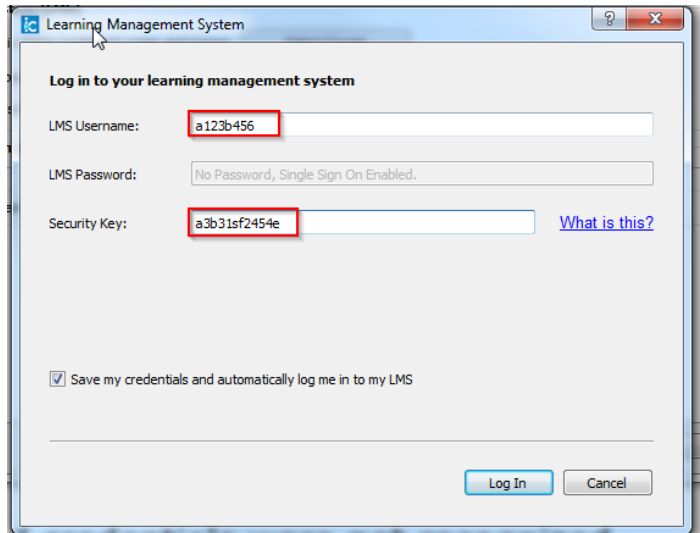 ic Learning Management System
Log in to your learning management system
LMS Username: a123b456
LMS Password: No Password, Single Sign On Enabled.
Security Key: a3b31sf2454e What is this?
Save my credentials and automatically log me in to my LMS
Log In Cancel